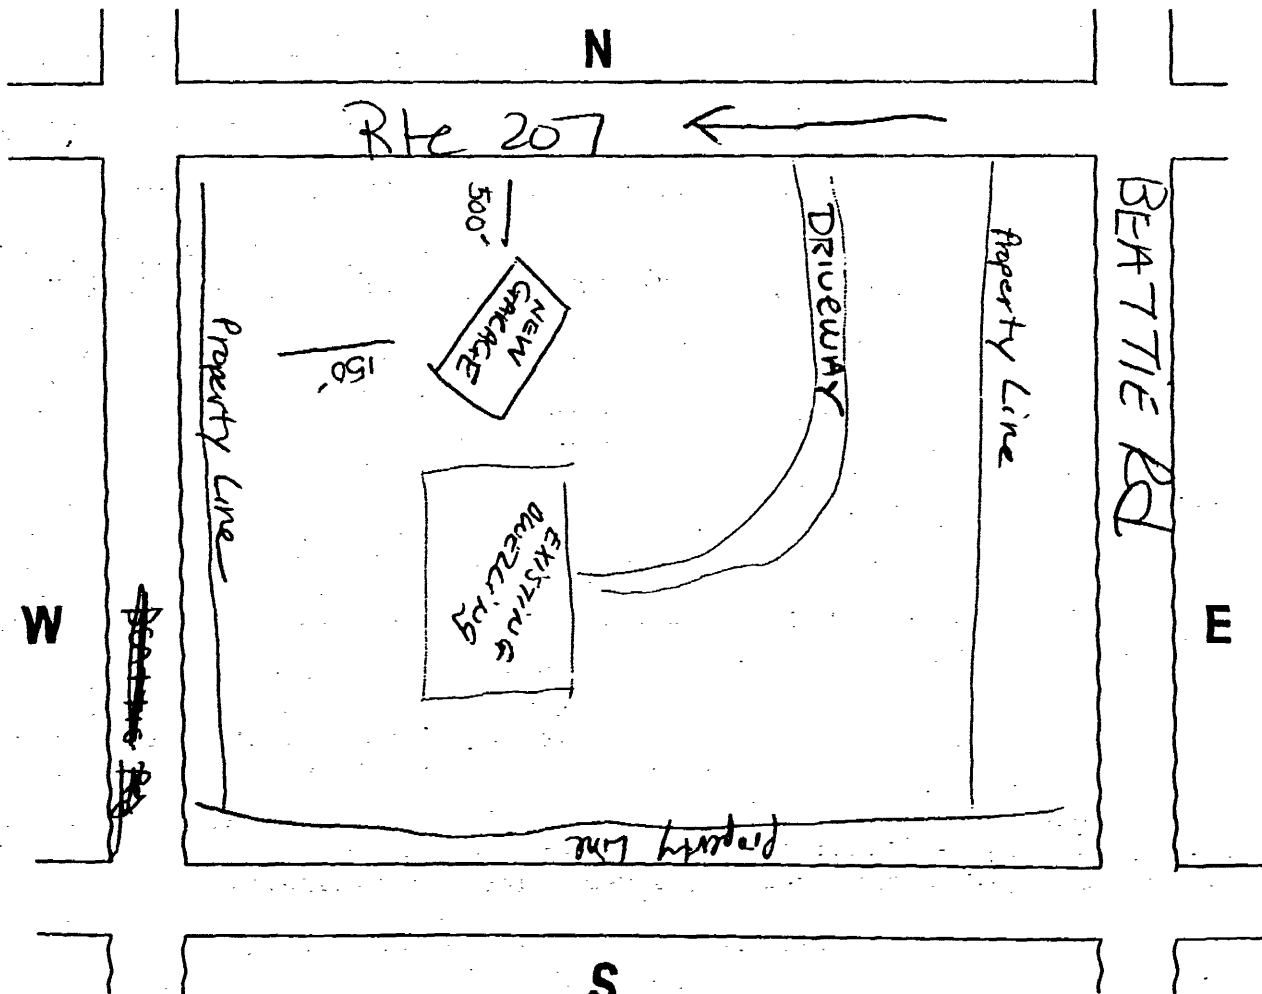 N
Rte 207
BEATTIE Rd
500'
DRIVEWAY
Property Line
NEW
GARAGE
Property Line
150'
EXISTING
DWELLING
W
E
Property Line
S